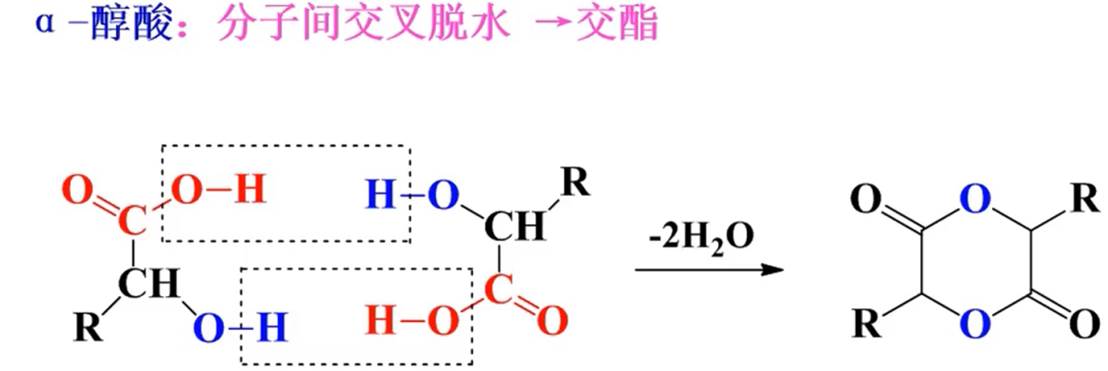 α-醇酸：分子间交叉脱水 →交酯
O O-H H-O R
C CH -2H₂O O O R
CH C
R O-H H-O O R O O